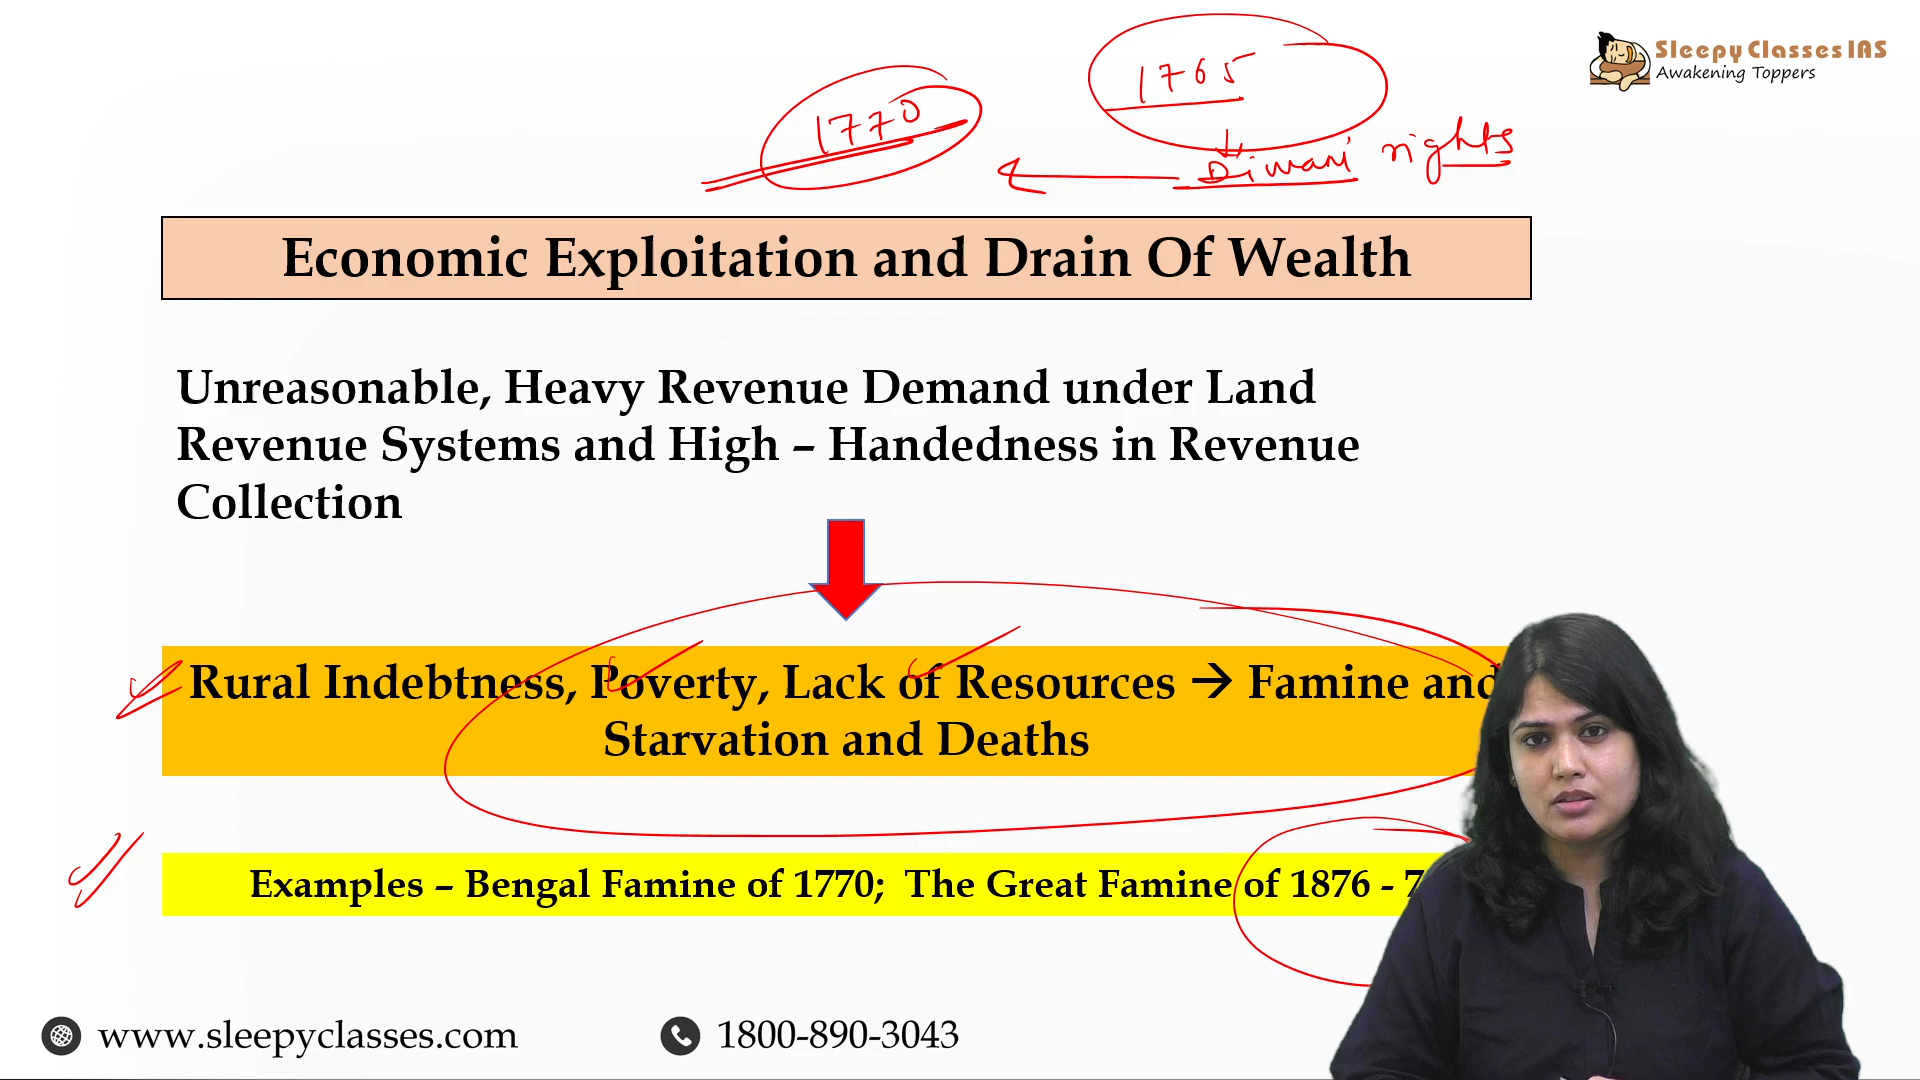 1765
1770
Diwani rights
Sleepy Classes IAS
Awakening Toppers
Economic Exploitation and Drain Of Wealth
Unreasonable, Heavy Revenue Demand under Land
Revenue Systems and High – Handedness in Revenue
Collection
Rural Indebtness, Poverty, Lack of Resources → Famine and
Starvation and Deaths
Examples – Bengal Famine of 1770; The Great Famine of 1876 - 7
www.sleepyclasses.com
1800-890-3043